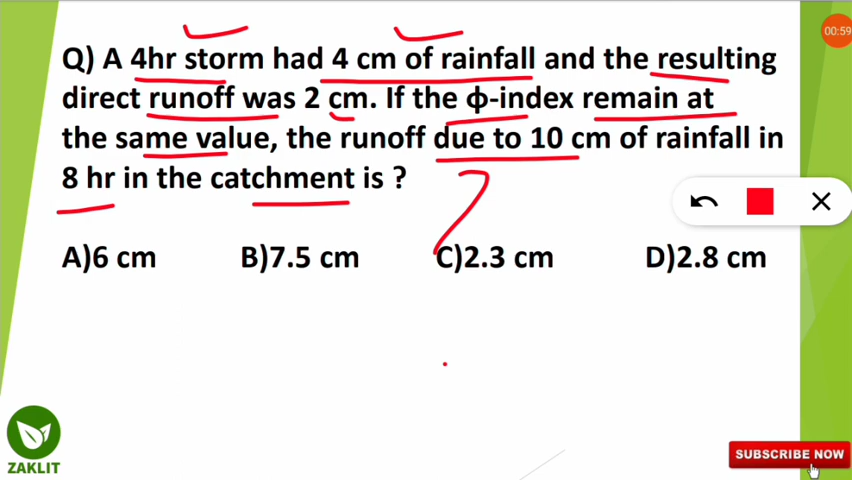 00:59
Q) A 4hr storm had 4 cm of rainfall and the resulting
direct runoff was 2 cm. If the ф-index remain at
the same value, the runoff due to 10 cm of rainfall in
8 hr in the catchment is ?
A)6 cm B)7.5 cm C)2.3 cm D)2.8 cm
ZAKLIT
SUBSCRIBE NOW